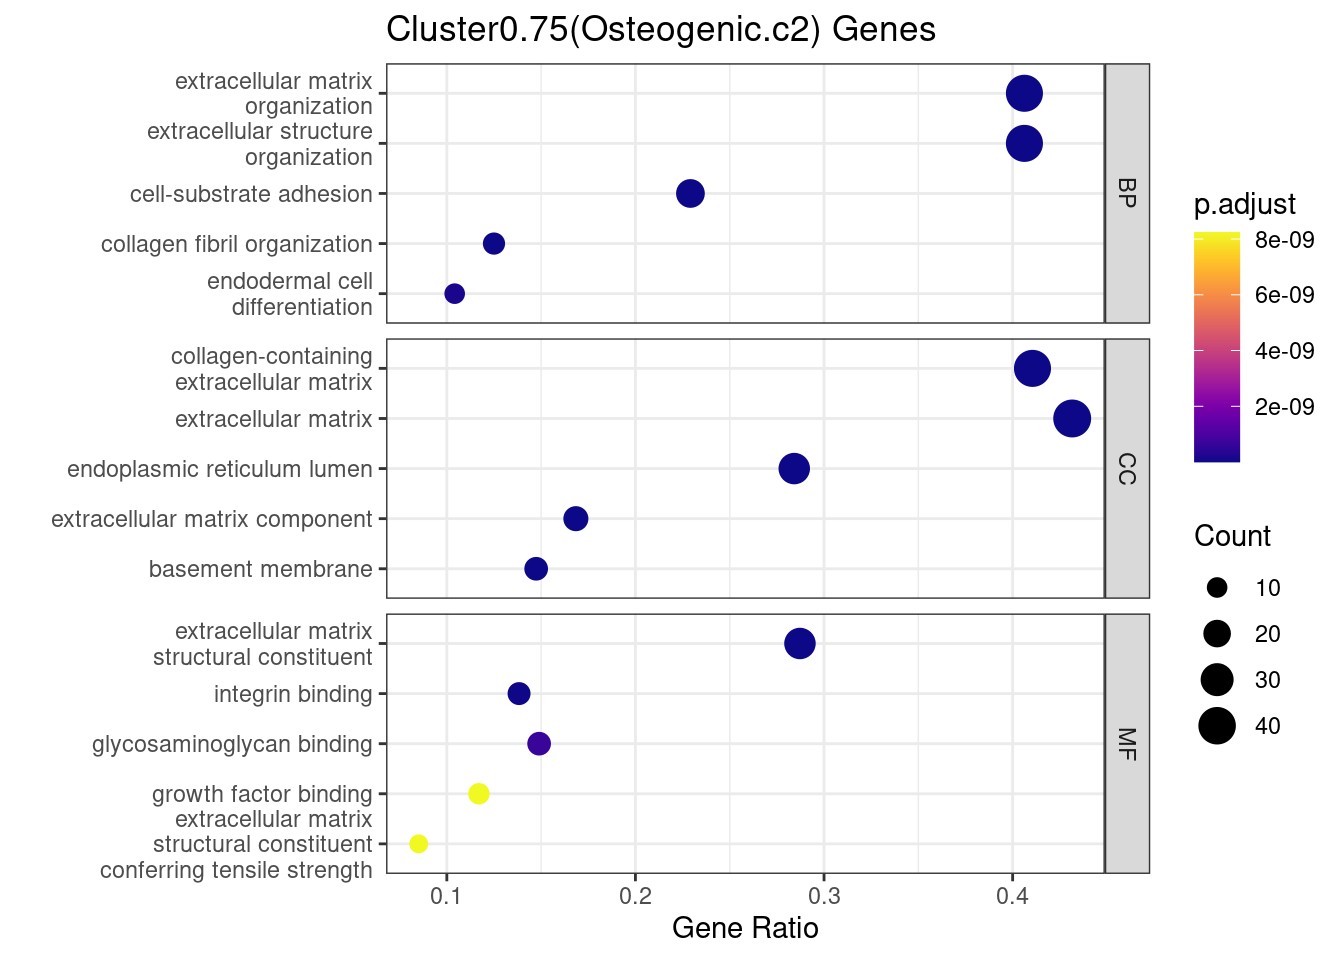 Cluster0.75(Osteogenic.c2) Genes
extracellular matrix
organization
extracellular structure
organization
cell-substrate adhesion
collagen fibril organization
endodermal cell
differentiation
BP
collagen-containing
extracellular matrix
extracellular matrix
endoplasmic reticulum lumen
extracellular matrix component
basement membrane
CC
extracellular matrix
structural constituent
integrin binding
glycosaminoglycan binding
growth factor binding
extracellular matrix
structural constituent
conferring tensile strength
MF
0.1 0.2 0.3 0.4
Gene Ratio
p.adjust
8e-09
6e-09
4e-09
2e-09
Count
10
20
30
40